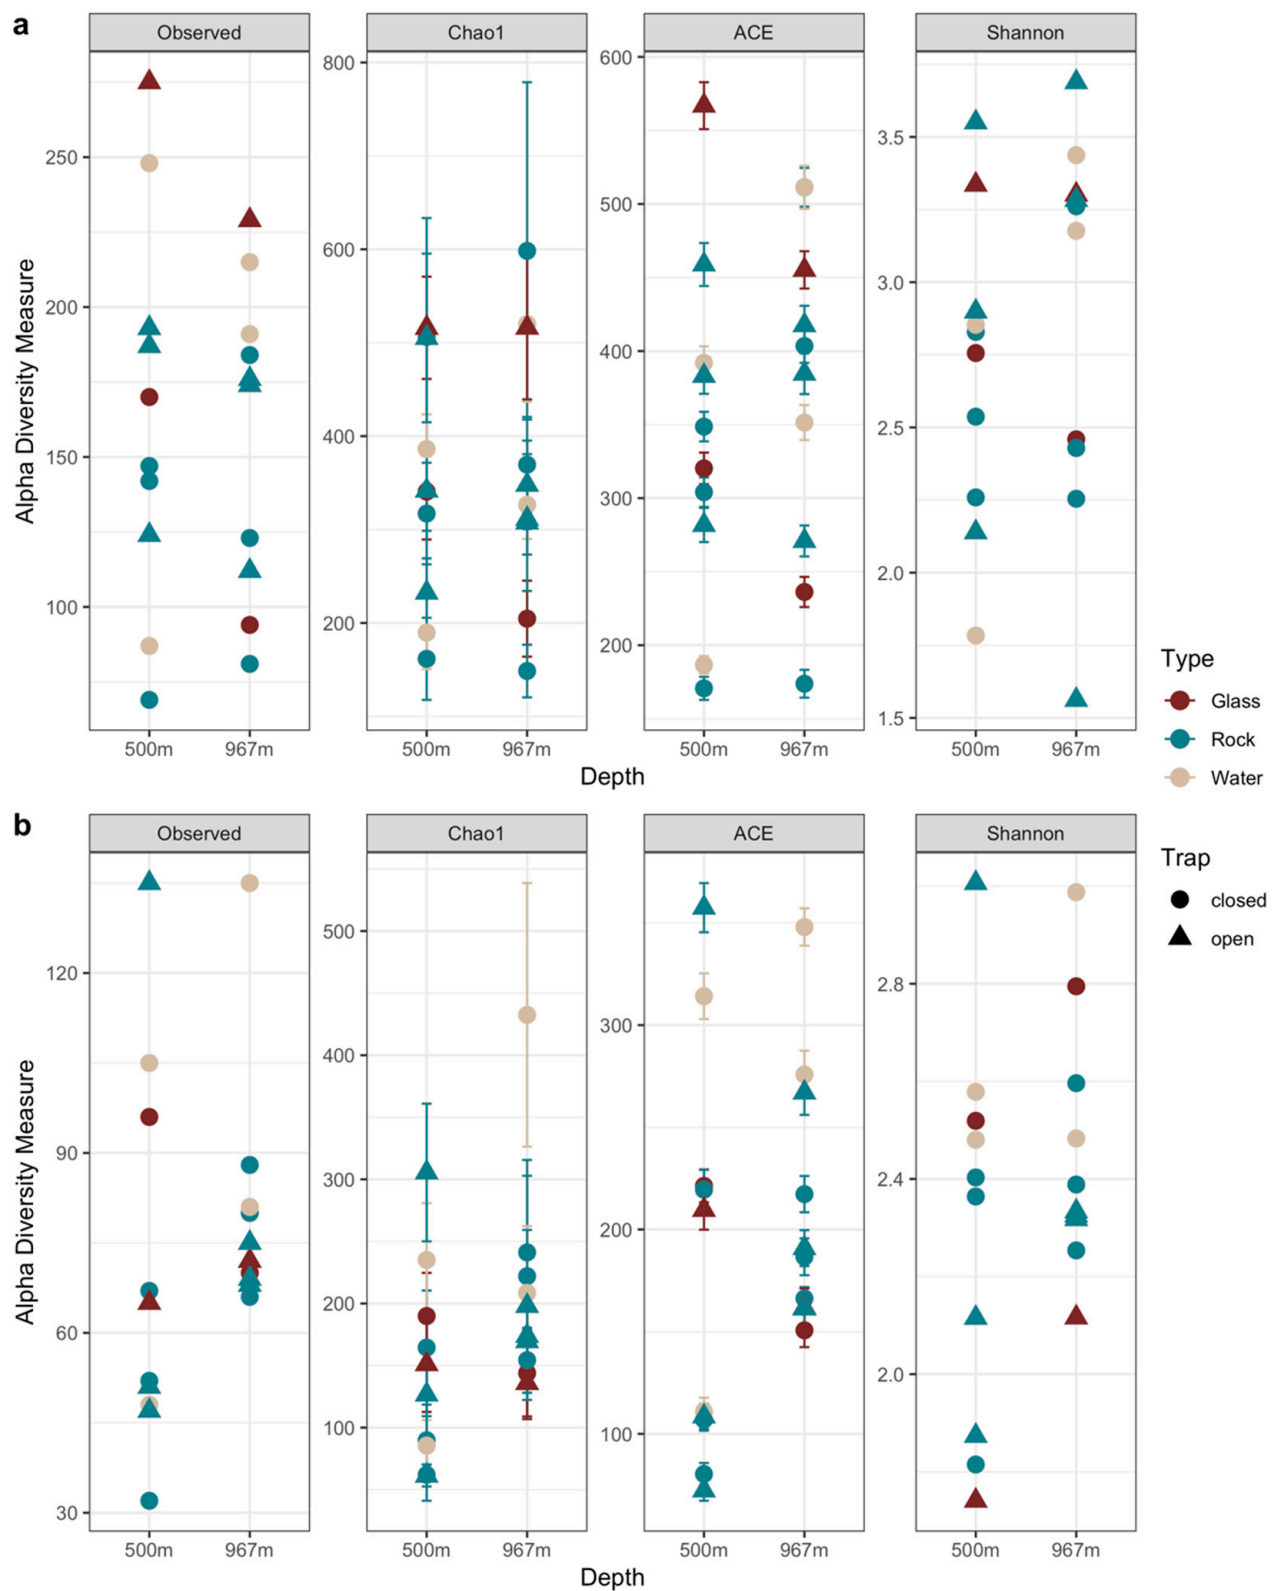 a
Observed
Chao1
ACE
Shannon
Alpha Diversity Measure
250
200
150
100
800
600
400
200
600
500
400
300
200
3.5
3.0
2.5
2.0
1.5
500m
967m
500m
967m
500m
967m
500m
967m
Depth
Type
Glass
Rock
Water
Trap
closed
open
b
Observed
Chao1
ACE
Shannon
Alpha Diversity Measure
120
90
60
30
500
400
300
200
100
300
200
100
2.8
2.4
2.0
500m
967m
500m
967m
500m
967m
500m
967m
Depth